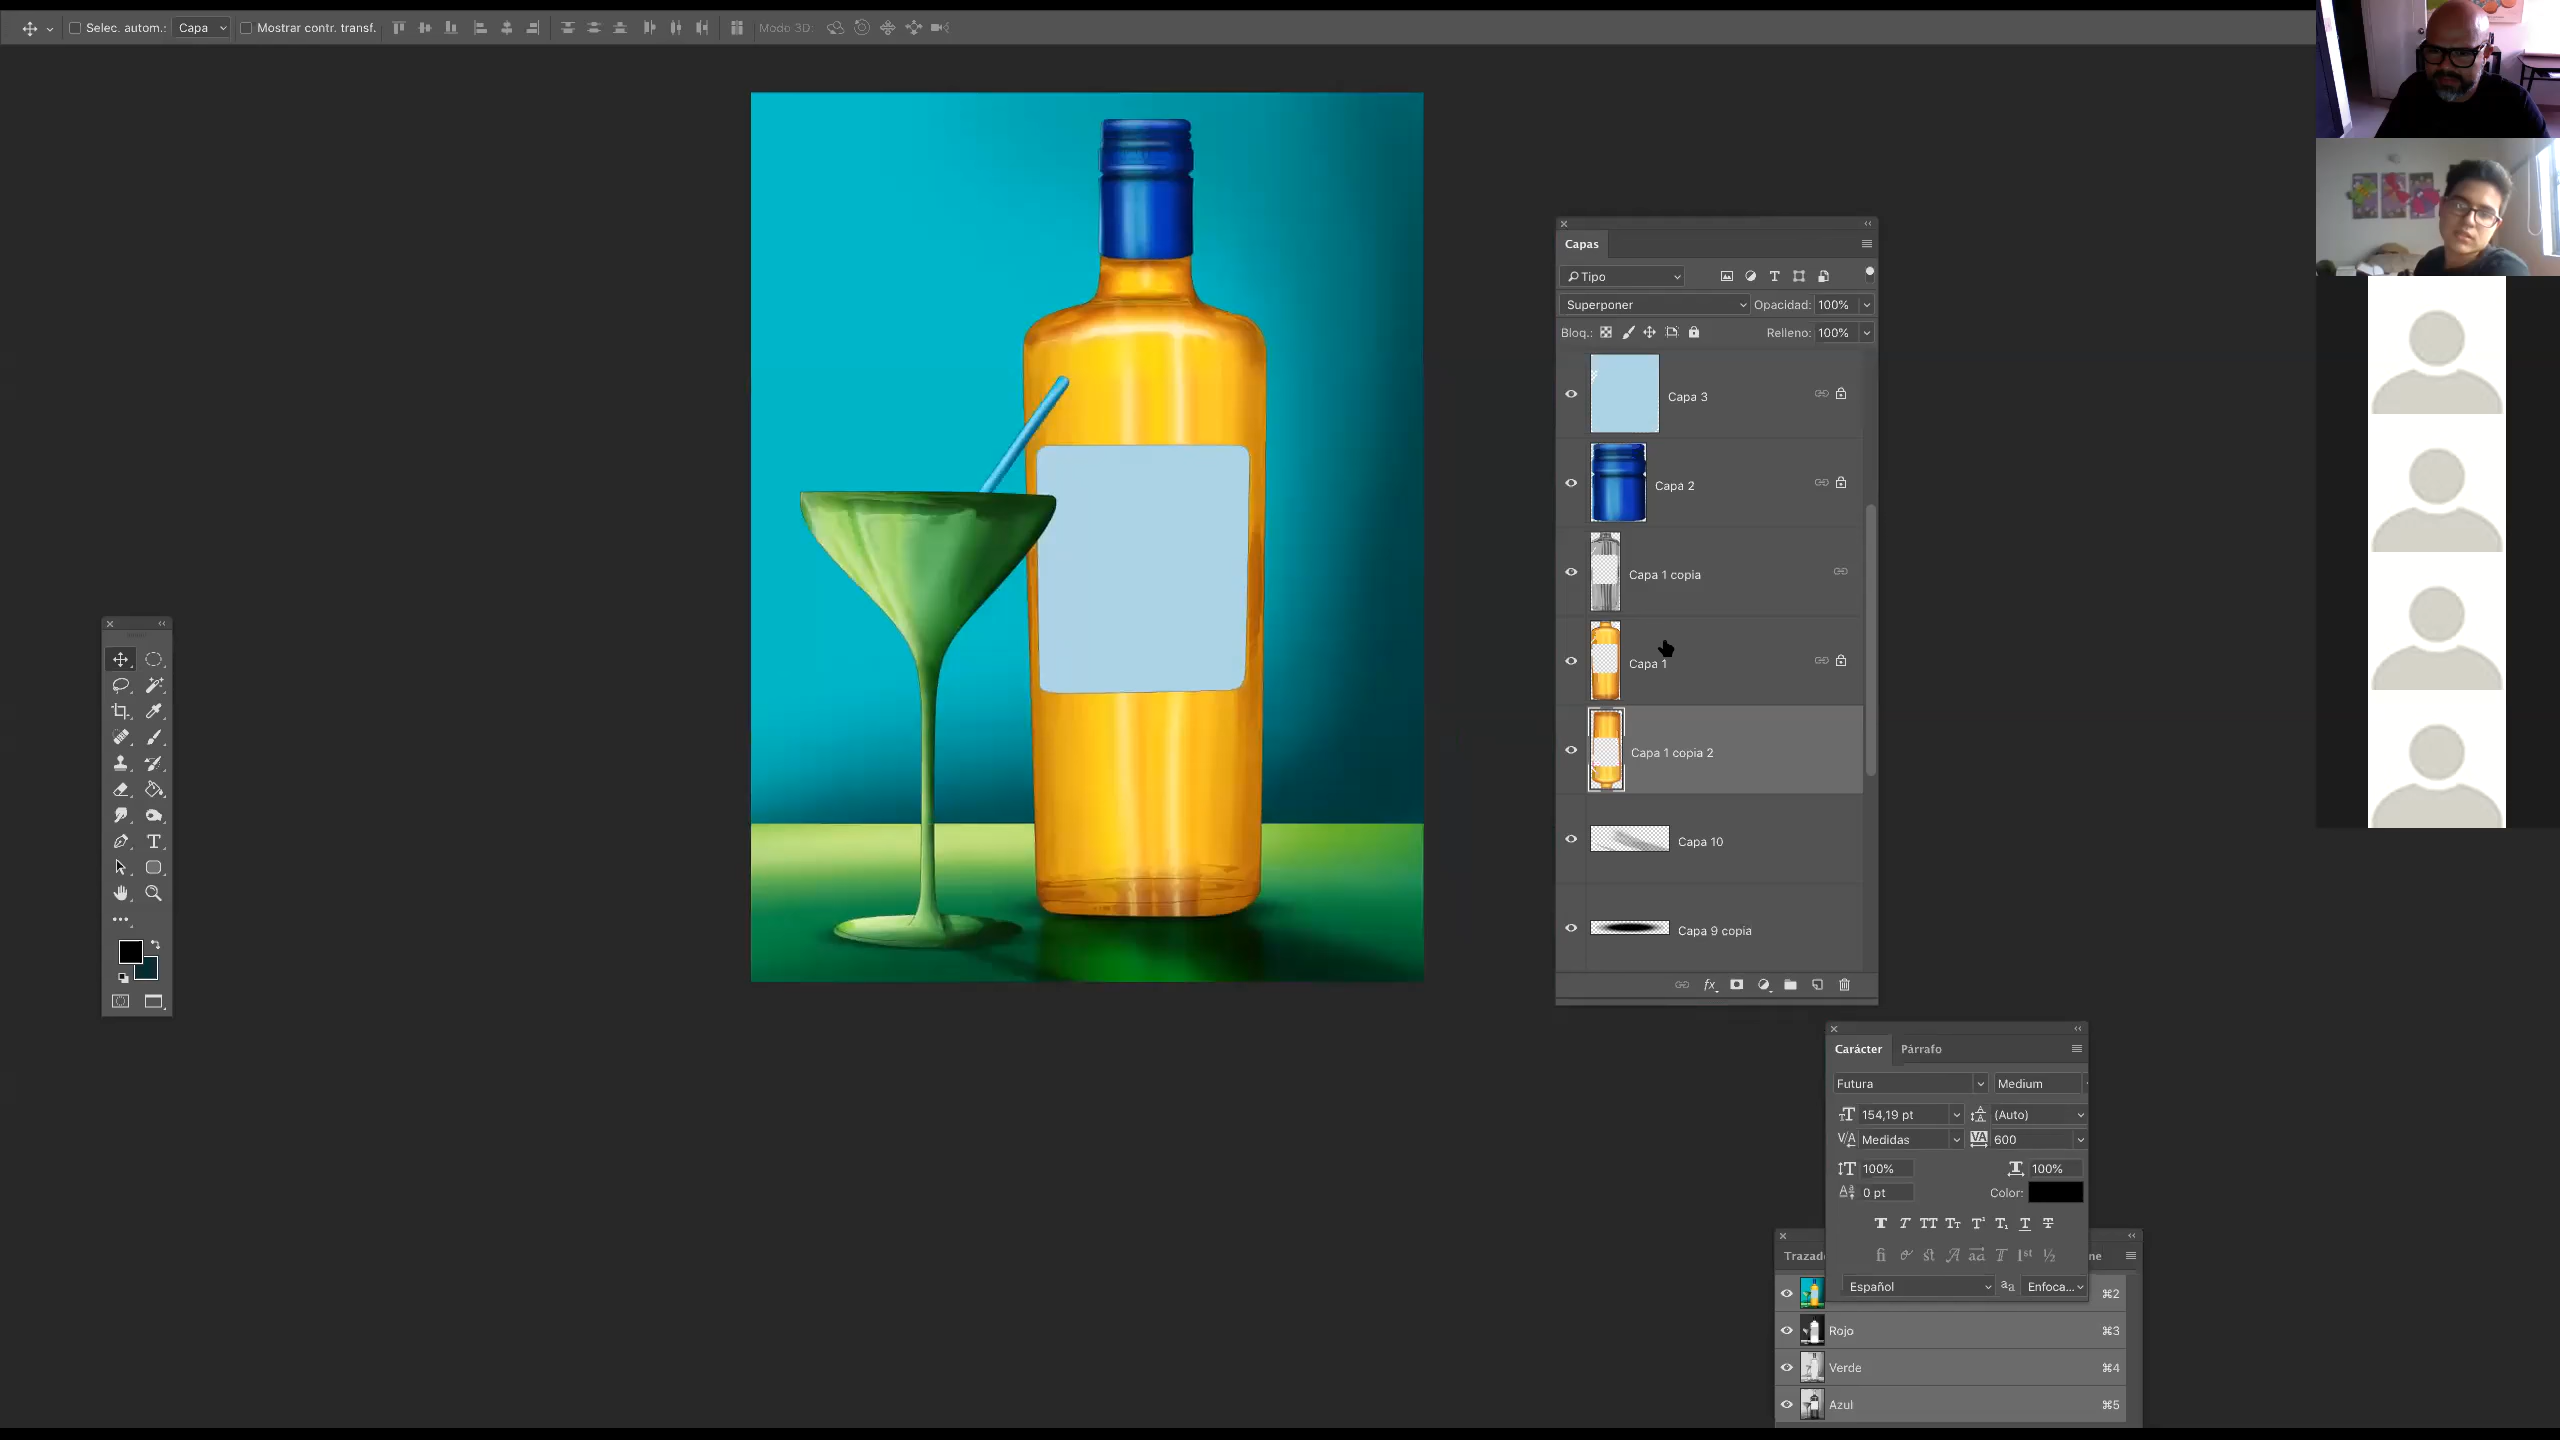 Selec. autom.: Capa Mostrar contr. transf. Modo 3D:
Capas
Tipo
Superponer Opacidad: 100%
Bloq.: Relleno: 100%
Capa 3
Capa 2
Capa 1 copia
Capa 1
Capa 1 copia 2
Capa 10
Capa 9 copia
fx
Carácter Párrafo
Futura Medium
154,19 pt (Auto)
Medidas 600
100% 100%
0 pt Color:
Español Enfoca...
Trazad ne
⌘2
Rojo ⌘3
Verde ⌘4
Azul ⌘5